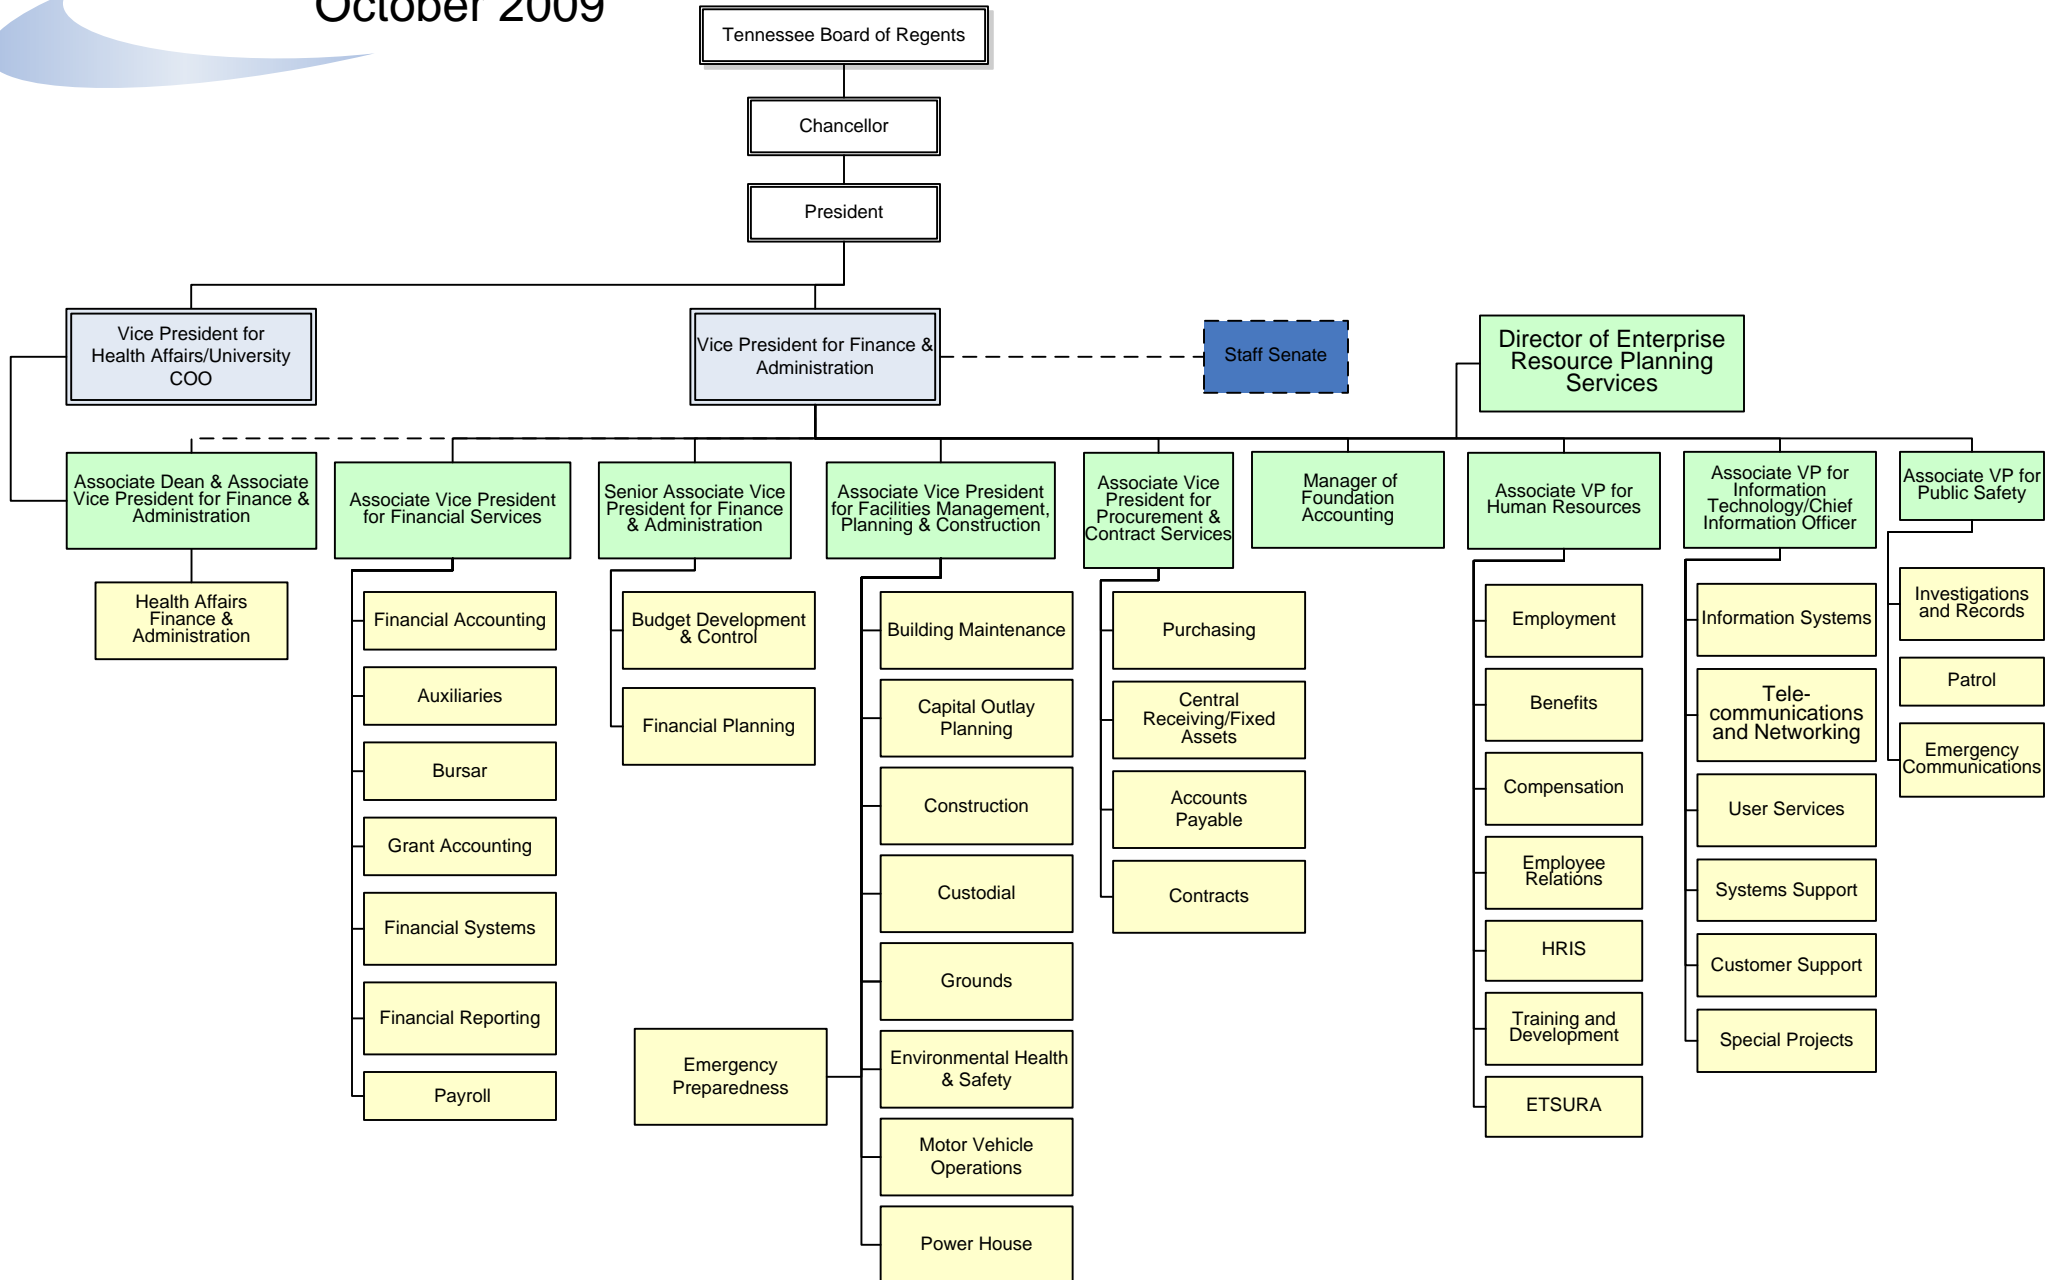 October 2009
Tennessee Board of Regents
Chancellor
President
Vice President for
Health Affairs/University
COO
Vice President for Finance &
Administration
Staff Senate
Director of Enterprise
Resource Planning
Services
Associate Dean & Associate
Vice President for Finance &
Administration
Associate Vice President
for Financial Services
Senior Associate Vice
President for Finance
& Administration
Associate Vice President
for Facilities Management,
Planning & Construction
Associate Vice
President for
Procurement &
Contract Services
Manager of
Foundation
Accounting
Associate VP for
Human Resources
Associate VP for
Information
Technology/Chief
Information Officer
Associate VP for
Public Safety
Health Affairs
Finance &
Administration
Financial Accounting
Auxiliaries
Bursar
Grant Accounting
Financial Systems
Financial Reporting
Payroll
Budget Development
& Control
Financial Planning
Emergency
Preparedness
Building Maintenance
Capital Outlay
Planning
Construction
Custodial
Grounds
Environmental Health
& Safety
Motor Vehicle
Operations
Power House
Purchasing
Central
Receiving/Fixed
Assets
Accounts
Payable
Contracts
Employment
Benefits
Compensation
Employee
Relations
HRIS
Training and
Development
ETSURA
Information Systems
Tele-
communications
and Networking
User Services
Systems Support
Customer Support
Special Projects
Investigations
and Records
Patrol
Emergency
Communications